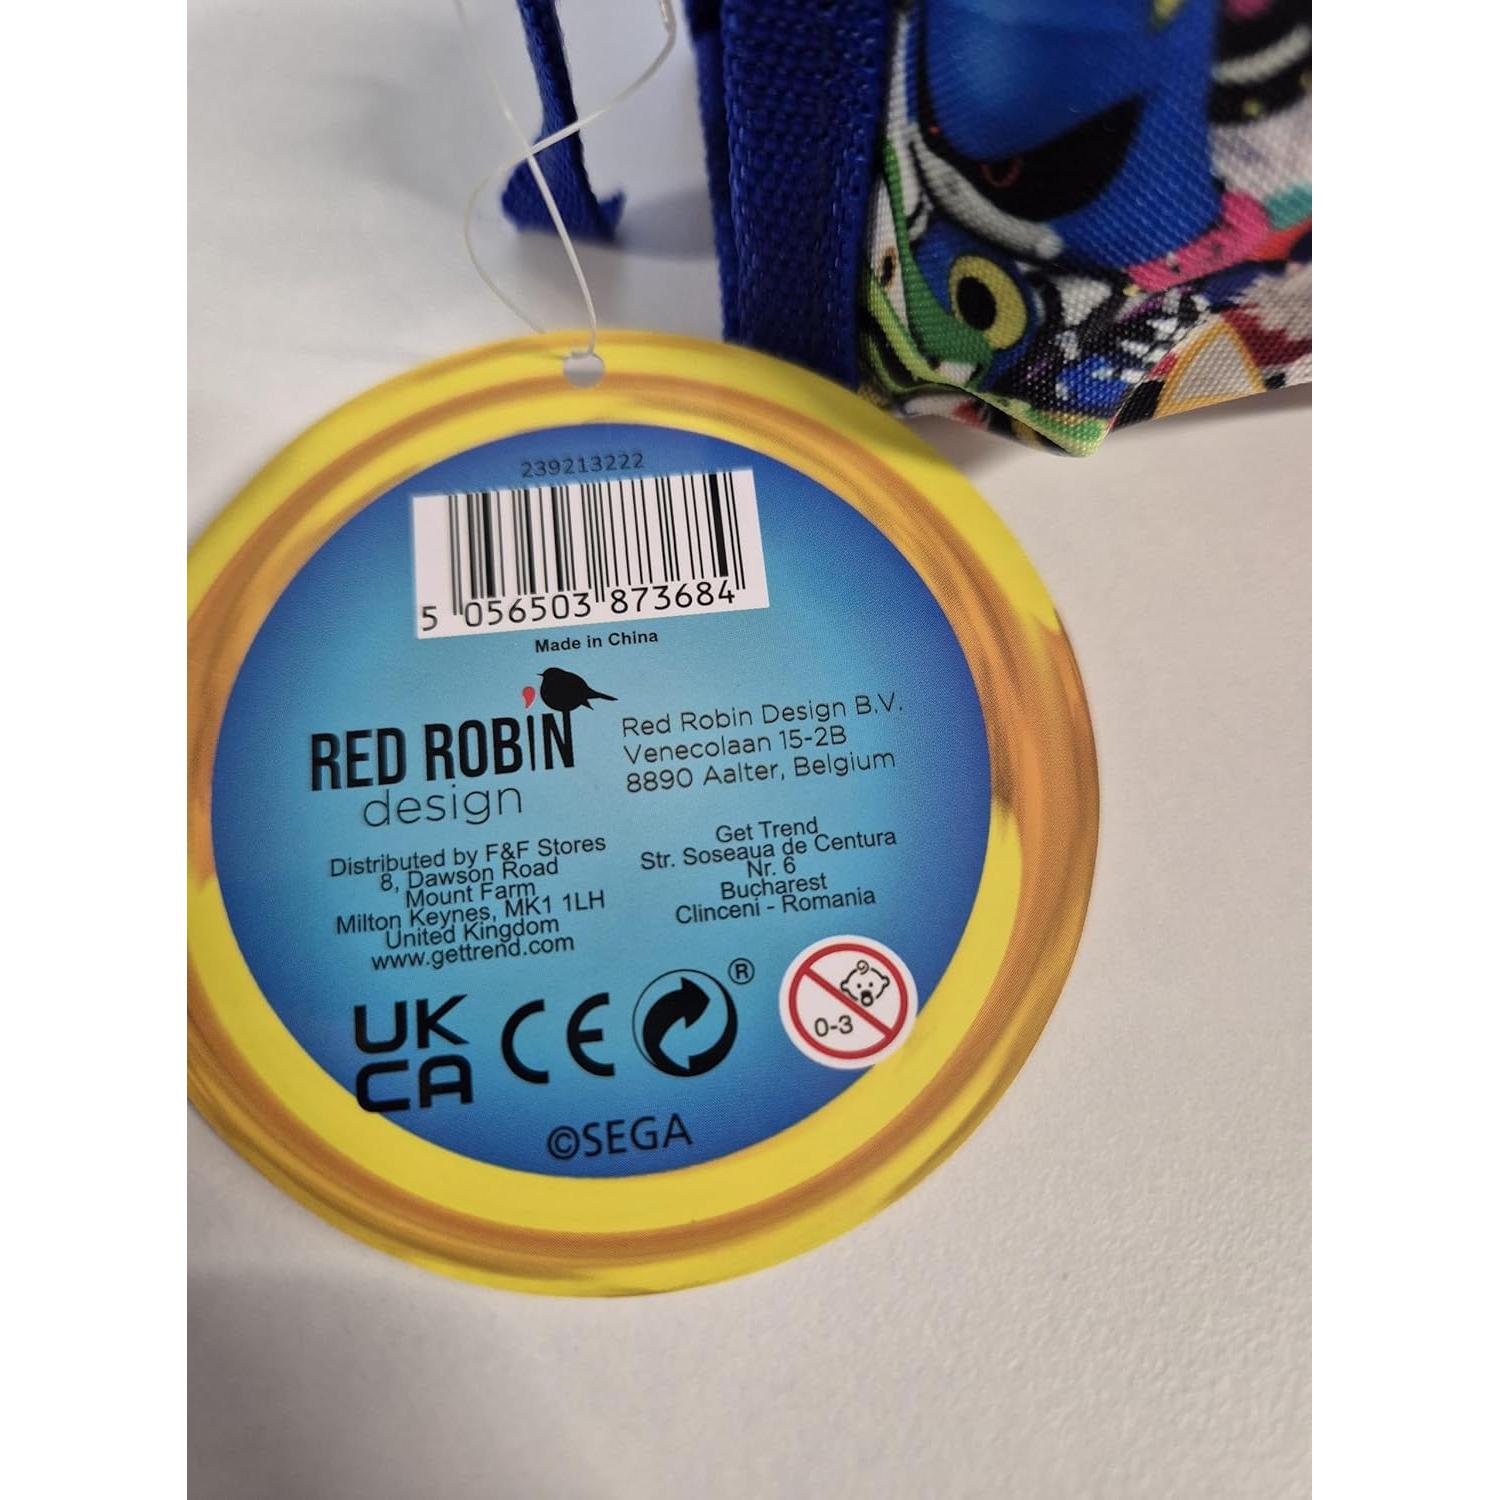 239213222
5 056503 873684
Made in China
RED ROBIN
design
Red Robin Design B.V.
Venecolaan 15-2B
8890 Aalter, Belgium
Distributed by F&F Stores
8, Dawson Road
Mount Farm
Milton Keynes, MK1 1LH
United Kingdom
www.gettrend.com
Get Trend
Str. Soseaua de Centura
Nr. 6
Bucharest
Clinceni - Romania
UK
CA
CE
®
0-3
©SEGA